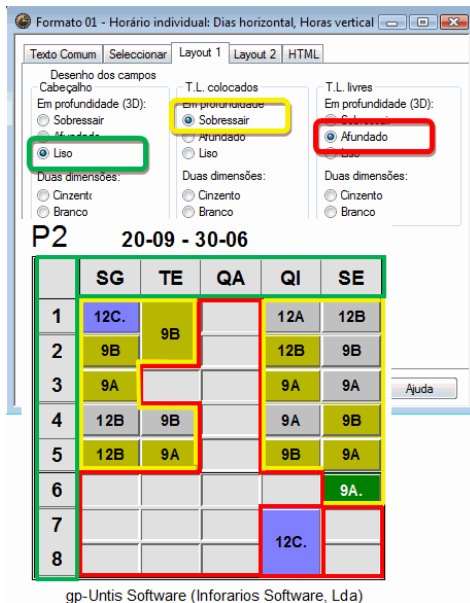 Formato 01 - Horário individual: Dias horizontal, Horas vertical
Texto Comum Seleccionar Layout 1 Layout 2 HTML
Desenho dos campos
Cabeçalho T.L. colocados T.L. livres
Em profundidade (3D): Em profundidade Em profundidade (3D):
Sobressair Sobressair Sobressair
Afundado Afundado Afundado
Liso Liso Liso
Duas dimensões: Duas dimensões: Duas dimensões:
Cinzento Cinzento Cinzento
Branco Branco Branco
P2 20-09 - 30-06
SG TE QA QI SE
1 12C. 9B 12A 12B
2 9B 12B 9B
3 9A 9A 9A
Ajuda
4 12B 9B 9A 9B
5 12B 9A 9B 9A
6 9A.
7 12C.
8
gp-Untis Software (Inforarios Software, Lda)